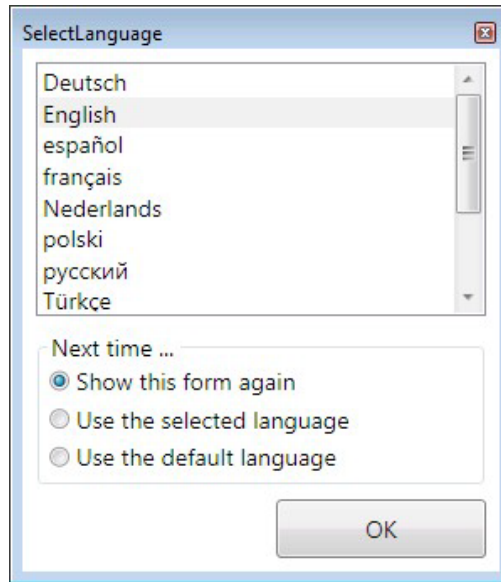 SelectLanguage
Deutsch
English
español
français
Nederlands
polski
русский
Türkçe
Next time ...
Show this form again
Use the selected language
Use the default language
OK